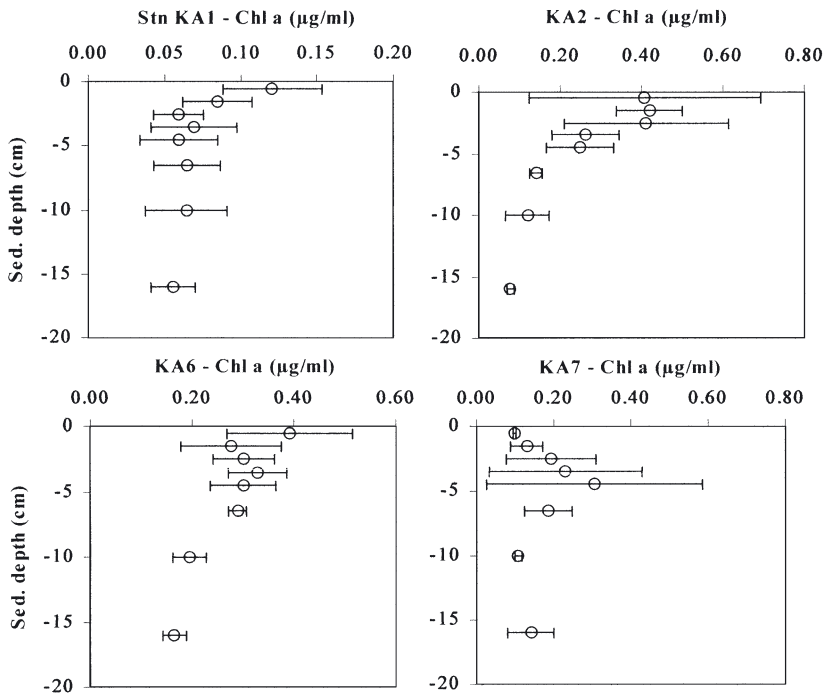 Stn KA1 - Chl a (µg/ml)
0.00 0.05 0.10 0.15 0.20
0
-5
-10
-15
-20
Sed. depth (cm)
KA2 - Chl a (µg/ml)
0.00 0.20 0.40 0.60 0.80
0
-5
-10
-15
-20
KA6 - Chl a (µg/ml)
0.00 0.20 0.40 0.60
0
-5
-10
-15
-20
Sed. depth (cm)
KA7 - Chl a (µg/ml)
0.00 0.20 0.40 0.60 0.80
0
-5
-10
-15
-20